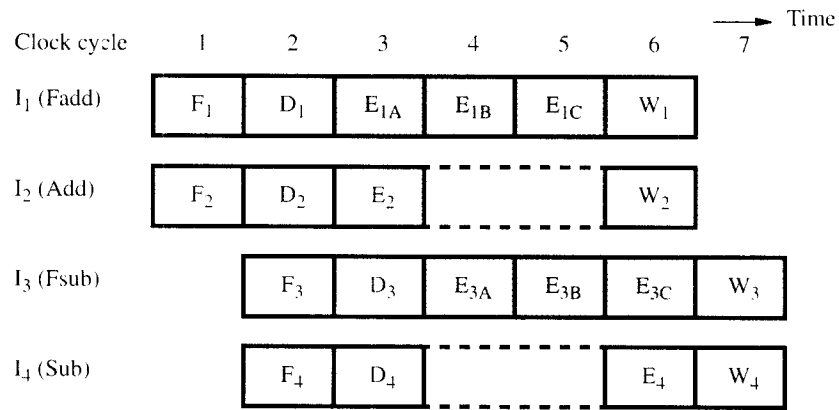 Time
Clock cycle 1 2 3 4 5 6 7
I₁ (Fadd) F₁ D₁ E₁A E₁B E₁C W₁
I₂ (Add) F₂ D₂ E₂ W₂
I₃ (Fsub) F₃ D₃ E₃A E₃B E₃C W₃
I₄ (Sub) F₄ D₄ E₄ W₄